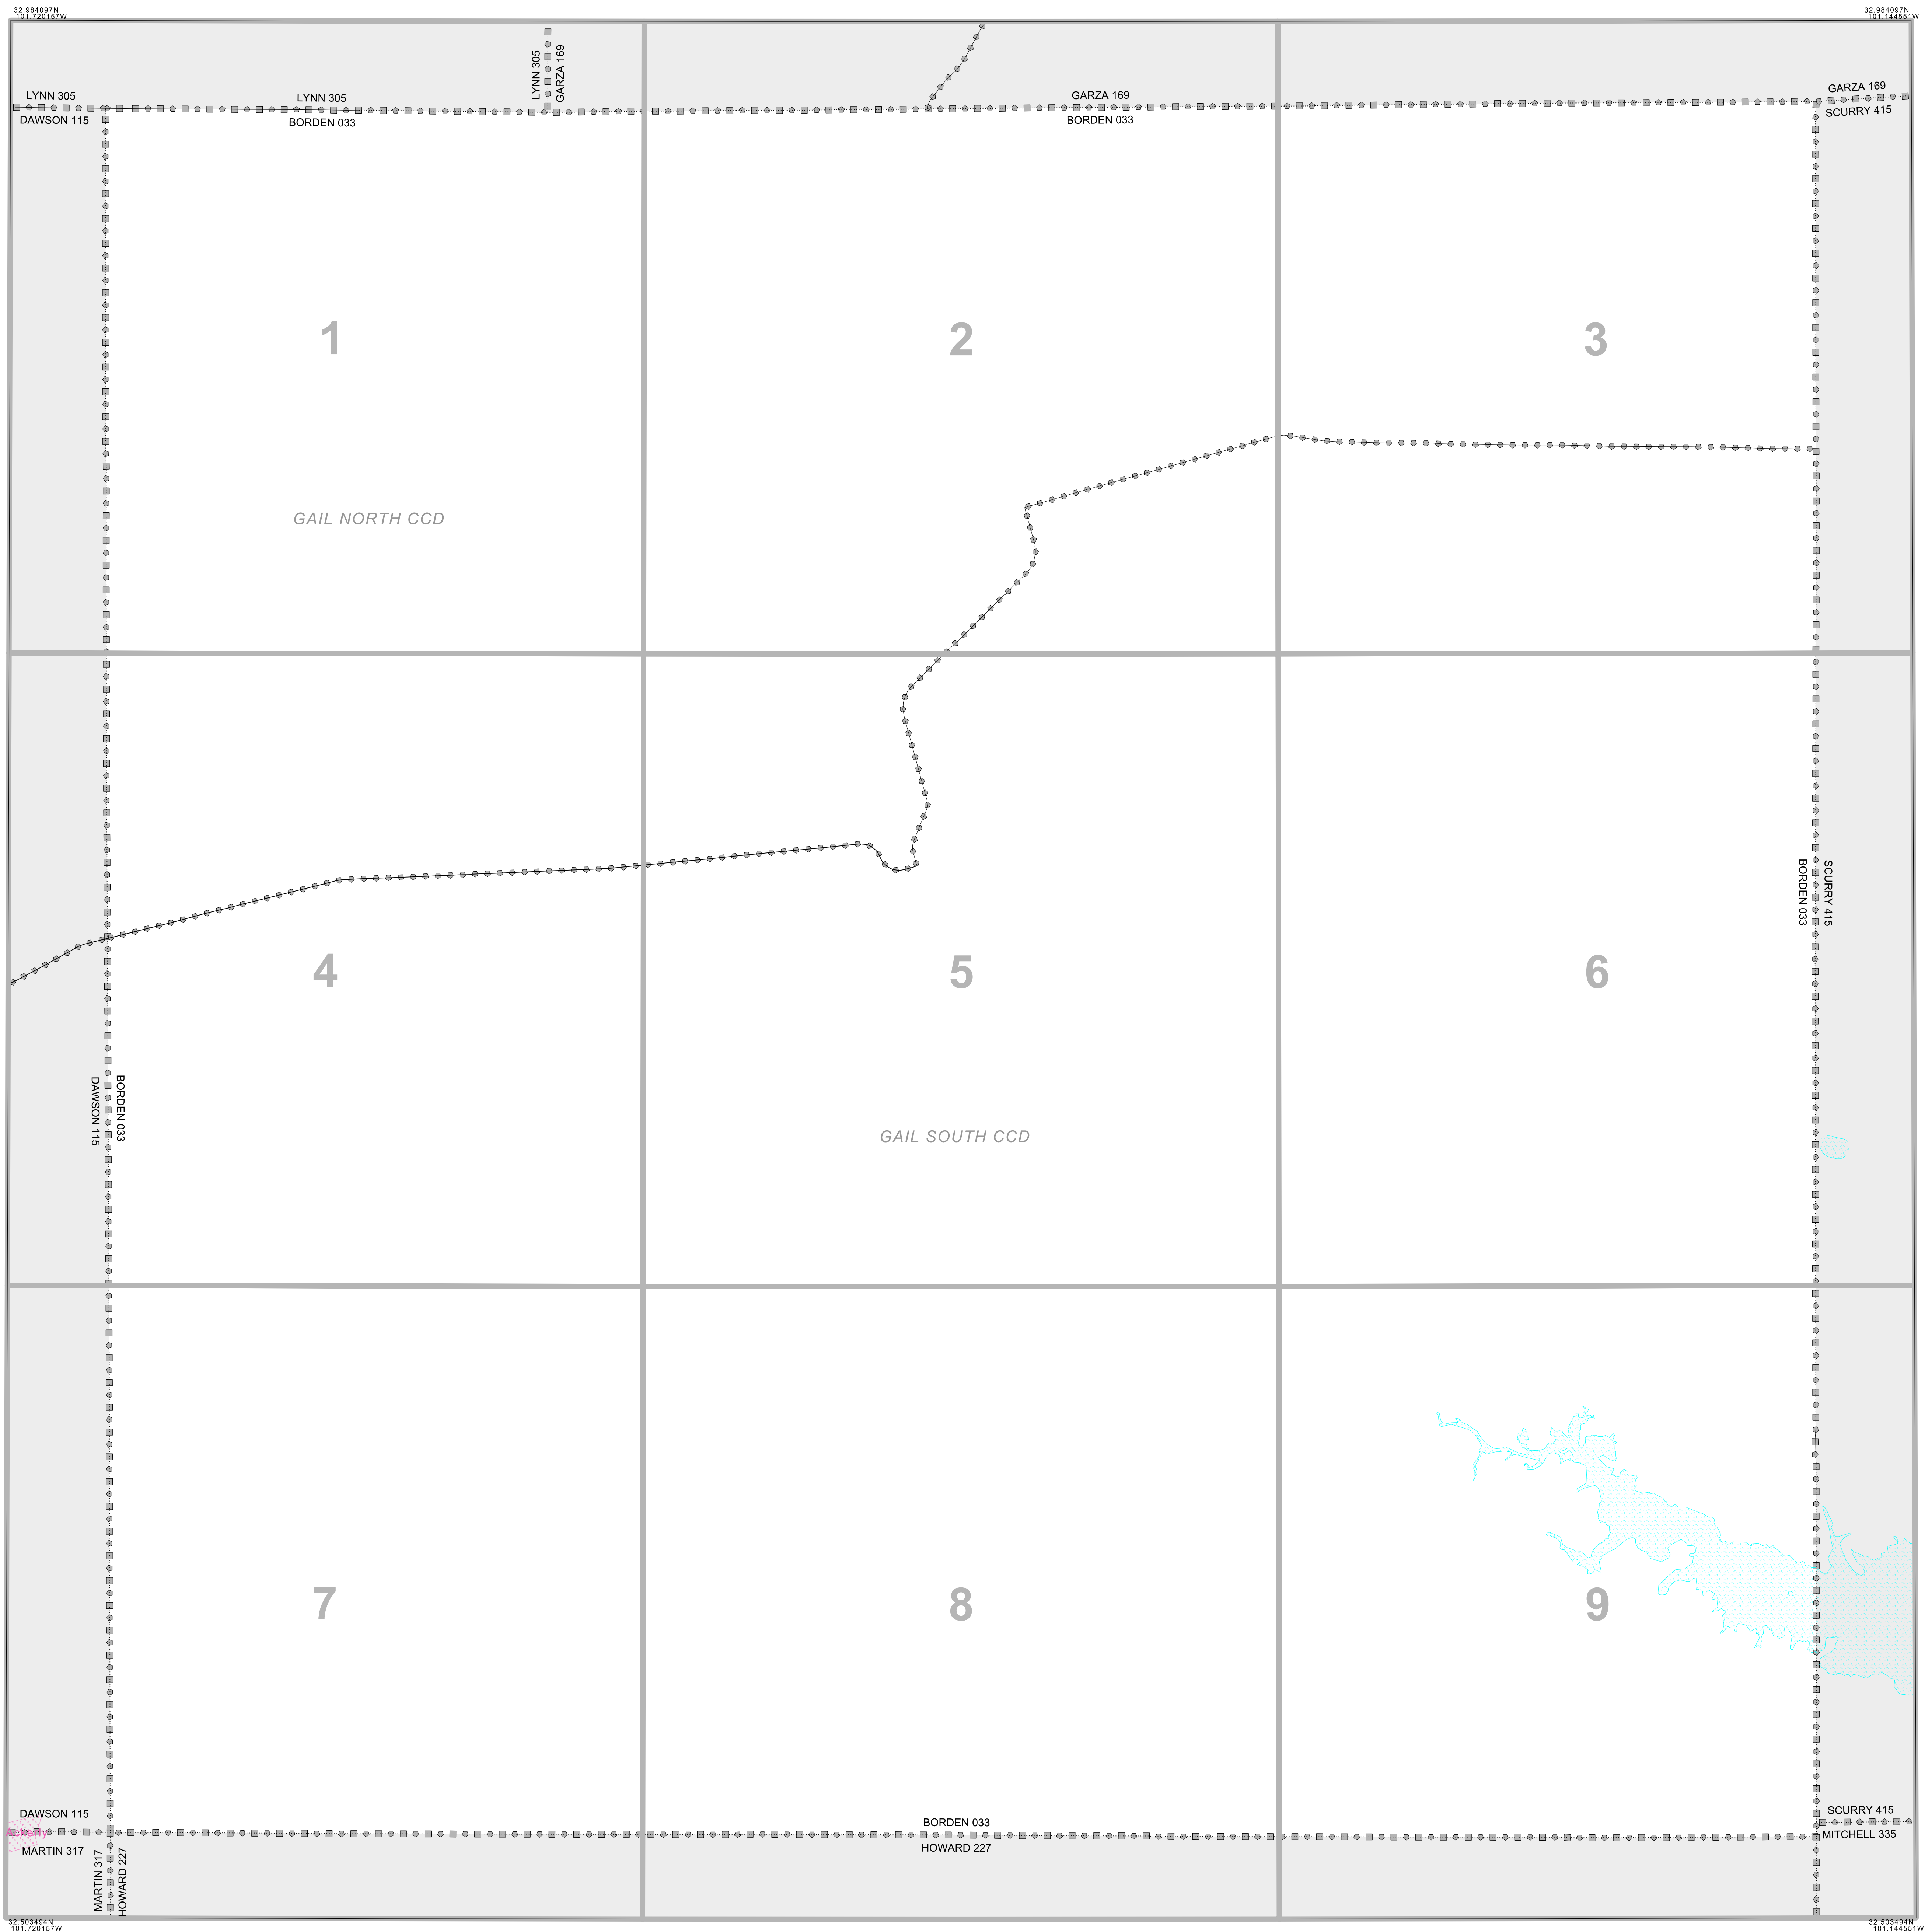 32.984097N
101.720157W
32.984097N
101.144551W
LYNN 305
GARZA 169
LYNN 305
DAWSON 115
LYNN 305
BORDEN 033
GARZA 169
BORDEN 033
GARZA 169
SCURRY 415
1
2
3
GAIL NORTH CCD
BORDEN 033
SCURRY 415
4
5
6
DAWSON 115
BORDEN 033
GAIL SOUTH CCD
7
8
9
DAWSON 115
MARTIN 317
BORDEN 033
HOWARD 227
SCURRY 415
MITCHELL 335
MARTIN 317
HOWARD 227
32.503494N
101.720157W
32.503494N
101.144551W